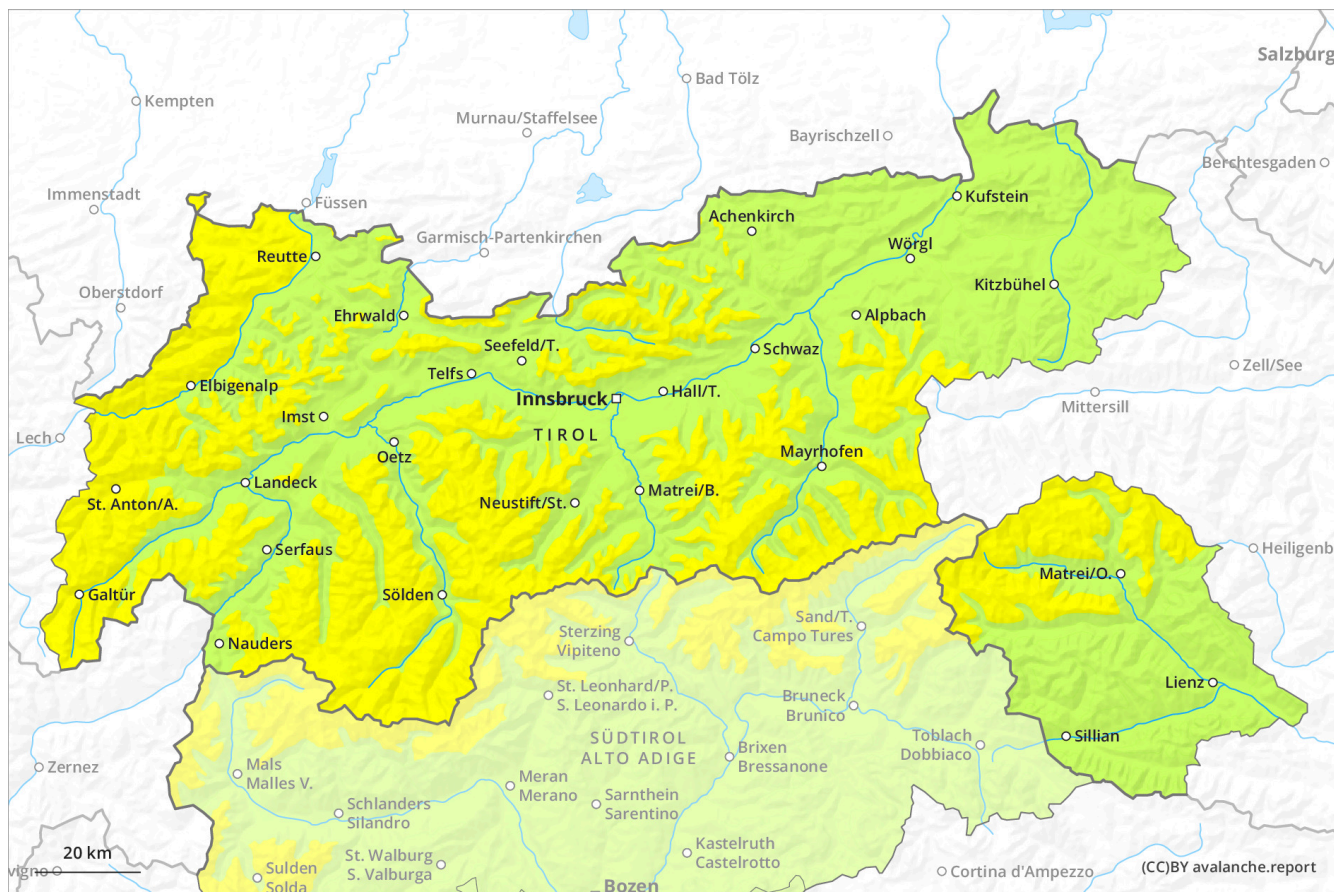 Salzburg
Bad Tölz
Kempten
Murnau/Staffelsee
Bayrischzell
Berchtesgaden
Immenstadt
Füssen
Kufstein
Achenkirch
Garmisch-Partenkirchen
Wörgl
Reutte
Kitzbühel
Oberstdorf
Ehrwald
Alpbach
Seefeld/T.
Schwaz
Telfs
Zell/See
Elbigenalp
Innsbruck
Hall/T.
Mittersill
Imst
Lech
TIROL
Oetz
Mayrhofen
Landeck
St. Anton/A.
Neustift/St.
Matrei/B.
Serfaus
Heiligenb
Matrei/O.
Galtür
Sölden
Sand/T.
Campo Tures
Sterzing
Vipiteno
Nauders
Lienz
St. Leonhard/P.
S. Leonardo i. P.
Bruneck
Brunico
SÜDTIROL
ALTO ADIGE
Sillian
Toblach
Dobbiaco
Brixen
Bressanone
Zernez
Mals
Malles V.
Meran
Merano
Sarnthein
Sarentino
Schlanders
Silandro
Kastelruth
Castelrotto
20 km
St. Walburg
S. Valburga
vigno
Sulden
Solda
Cortina d'Ampezzo
(CC)BY avalanche.report
Bozen